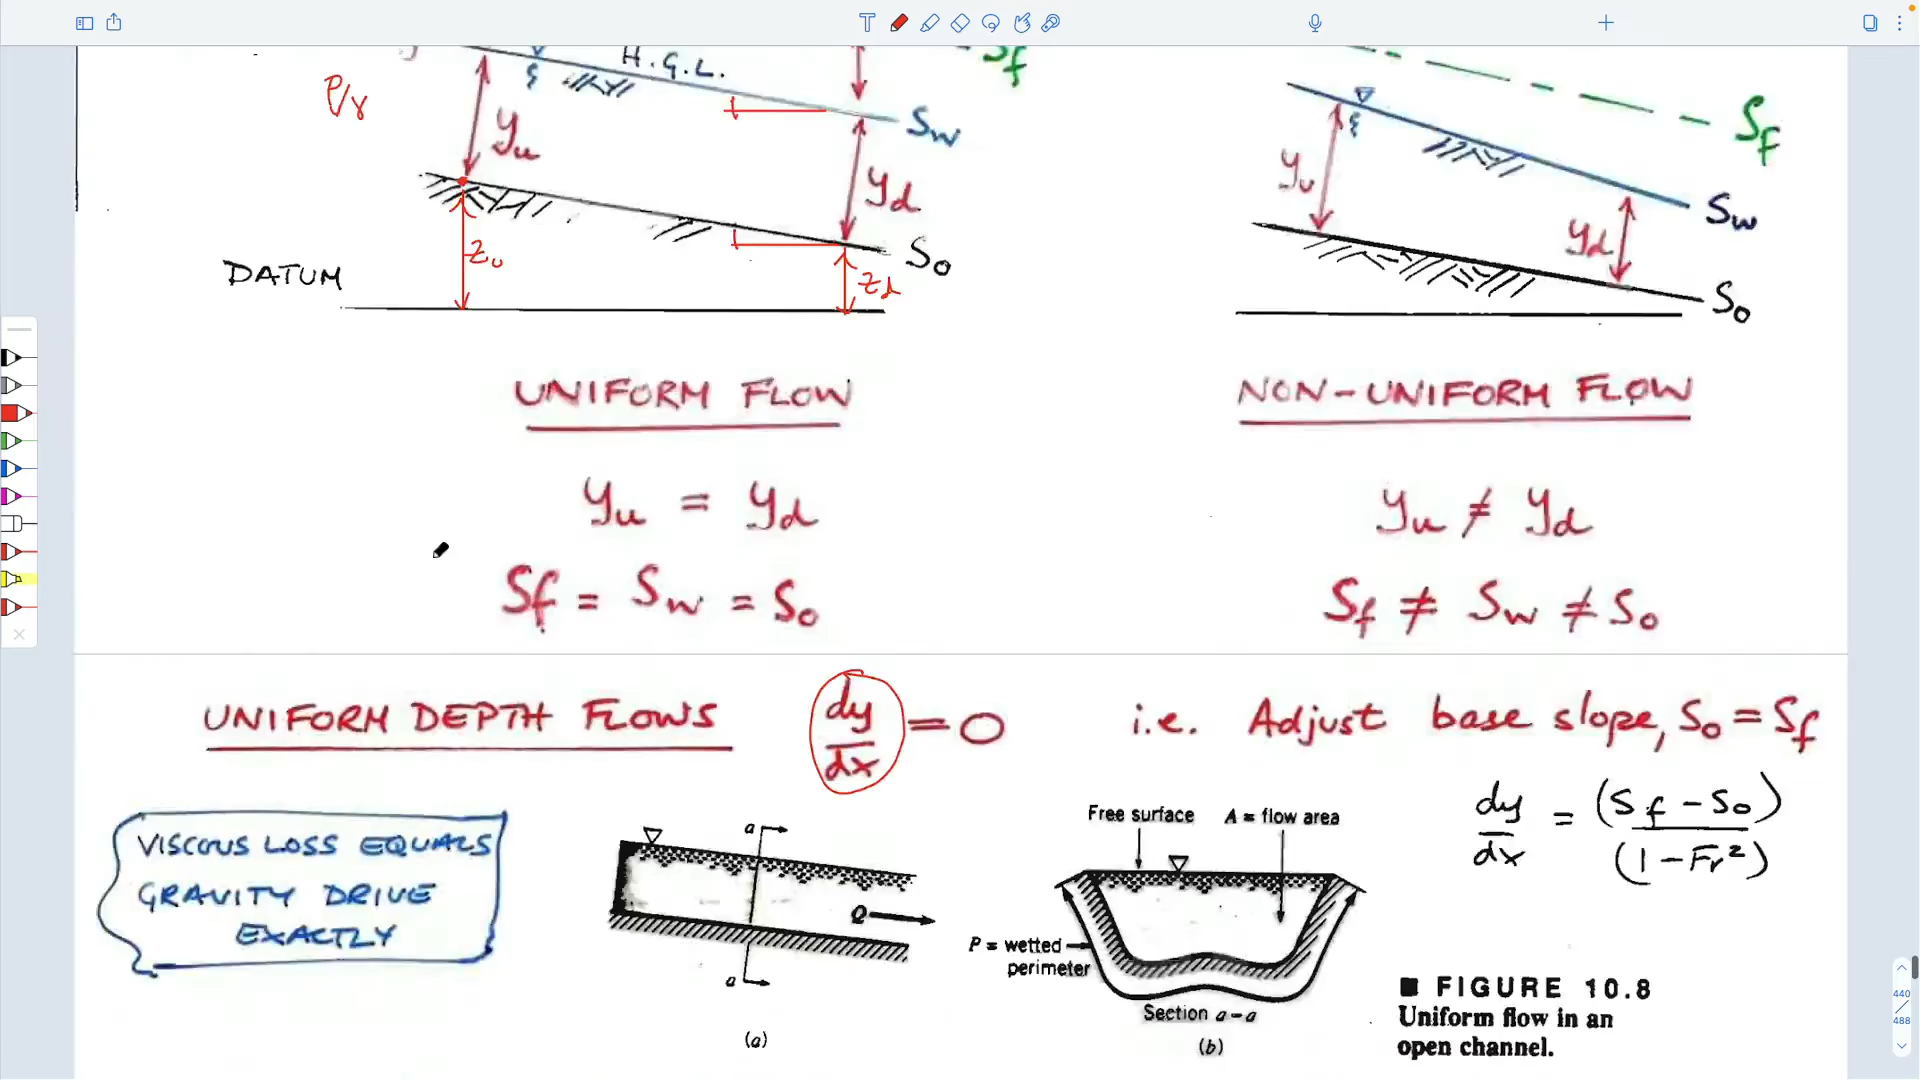 H.G.L.
Sf
P/γ
yu
Sw
yd
So
zu
zd
DATUM
Sf
yu
Sw
yd
So
UNIFORM FLOW
NON-UNIFORM FLOW
yu = yd
yu ≠ yd
Sf = Sw = So
Sf ≠ Sw ≠ So
UNIFORM DEPTH FLOWS dy/dx = 0 i.e. Adjust base slope, So = Sf
dy/dx = (Sf - So)/(1 - Fr²)
VISCOUS LOSS EQUALS
GRAVITY DRIVE
EXACTLY
a
Q
a
(a)
Free surface
A = flow area
P = wetted
perimeter
Section a-a
(b)
FIGURE 10.8
Uniform flow in an
open channel.
440
488